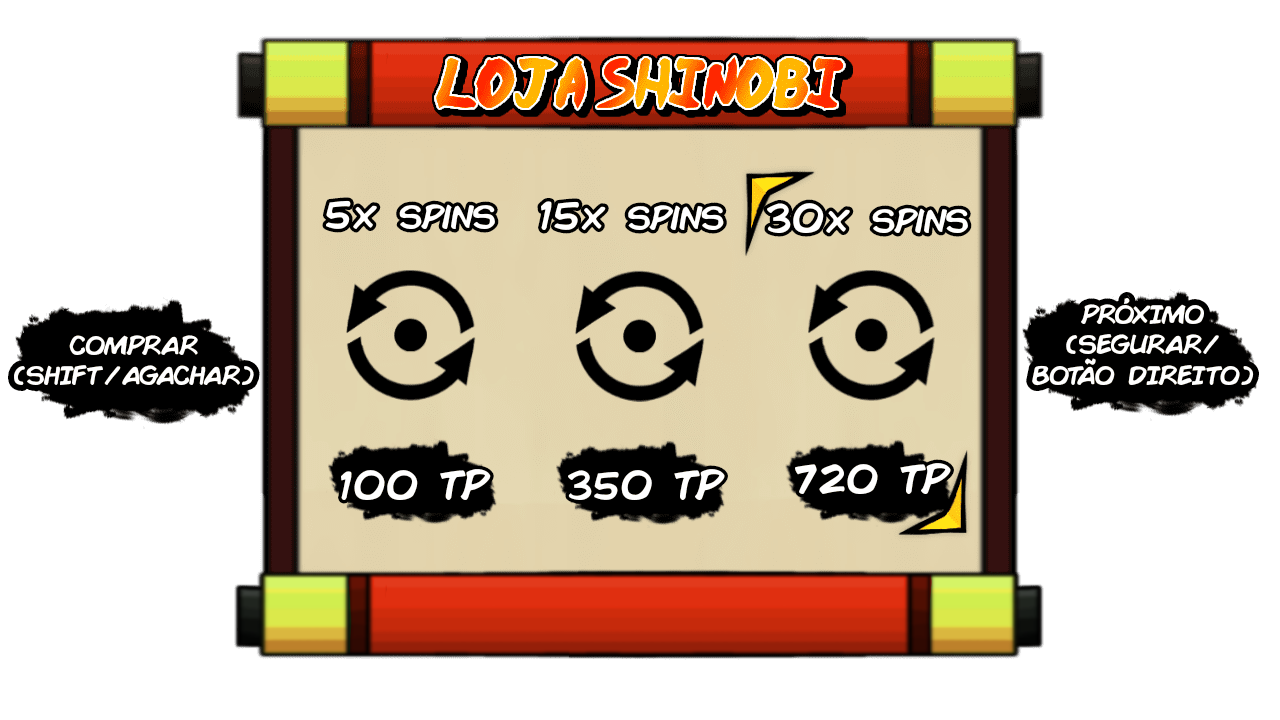 LOJA SHINOBI
5X SPINS
15X SPINS
30X SPINS
COMPRAR
(SHIFT/AGACHAR)
PRÓXIMO
(SEGURAR/
BOTÃO DIREITO)
100 TP
350 TP
720 TP